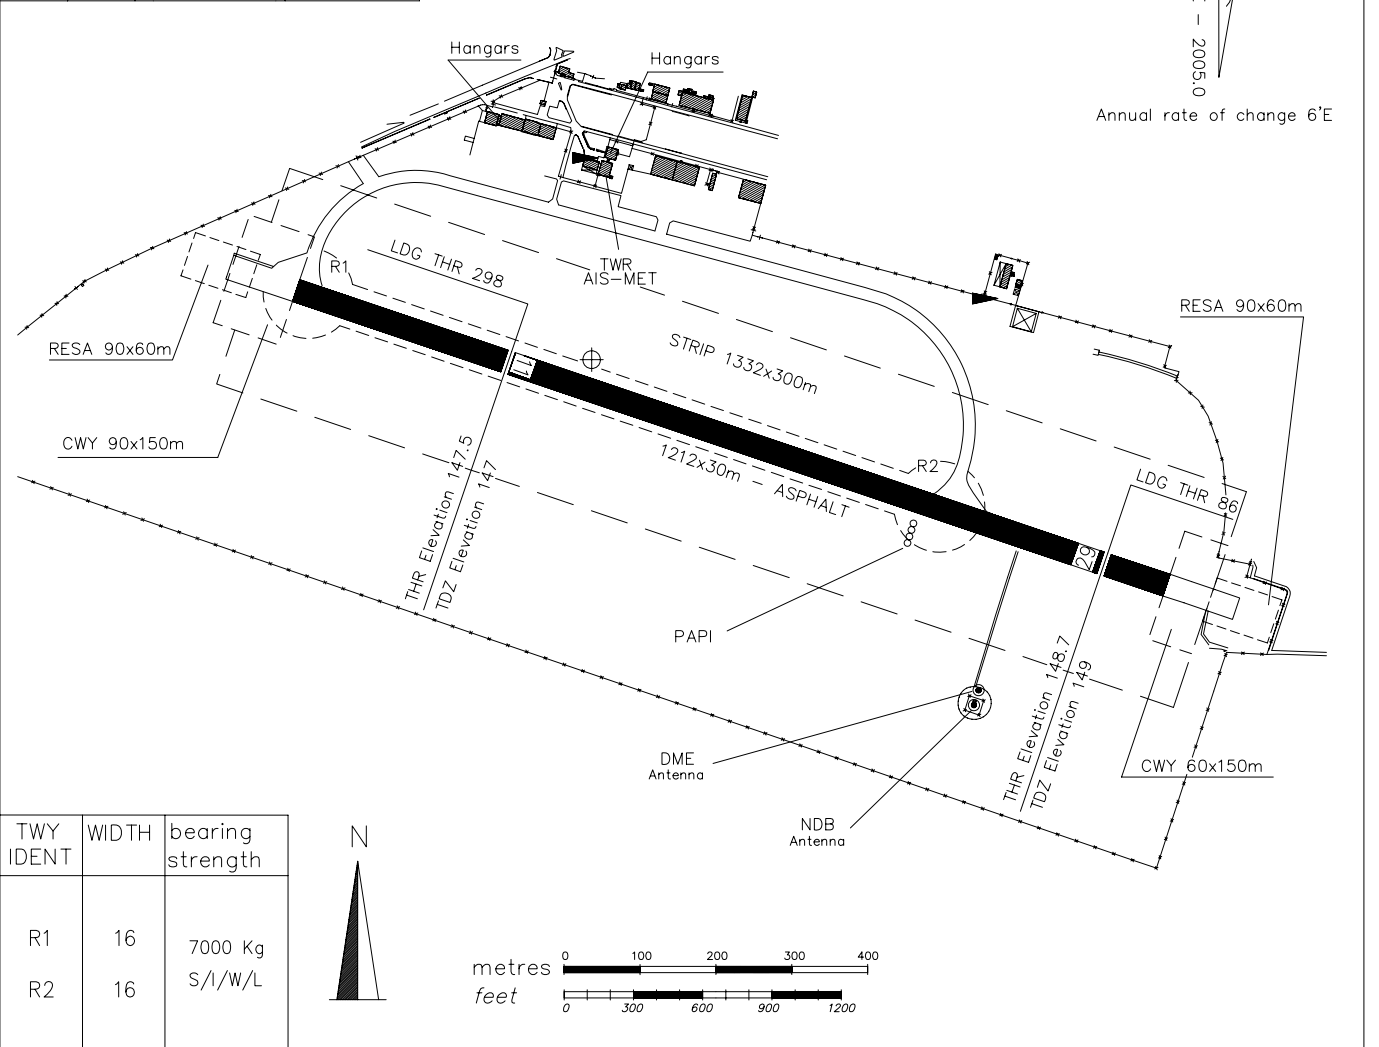 Hangars
Hangars
- 2005.0
Annual rate of change 6'E
R1
LDG THR 298
TWR
AIS-MET
RESA 90x60m
RESA 90x60m
STRIP 1332x300m
11
CWY 90x150m
1212x30m - ASPHALT
R2
LDG THR 86
THR Elevation 147.5
TDZ Elevation 147
29
PAPI
THR Elevation 148.7
TDZ Elevation 149
DME
Antenna
CWY 60x150m
NDB
Antenna
TWY IDENT
WIDTH
bearing strength
R1 16
7000 Kg
S/I/W/L
R2 16
N
0 100 200 300 400
metres
feet
0 300 600 900 1200